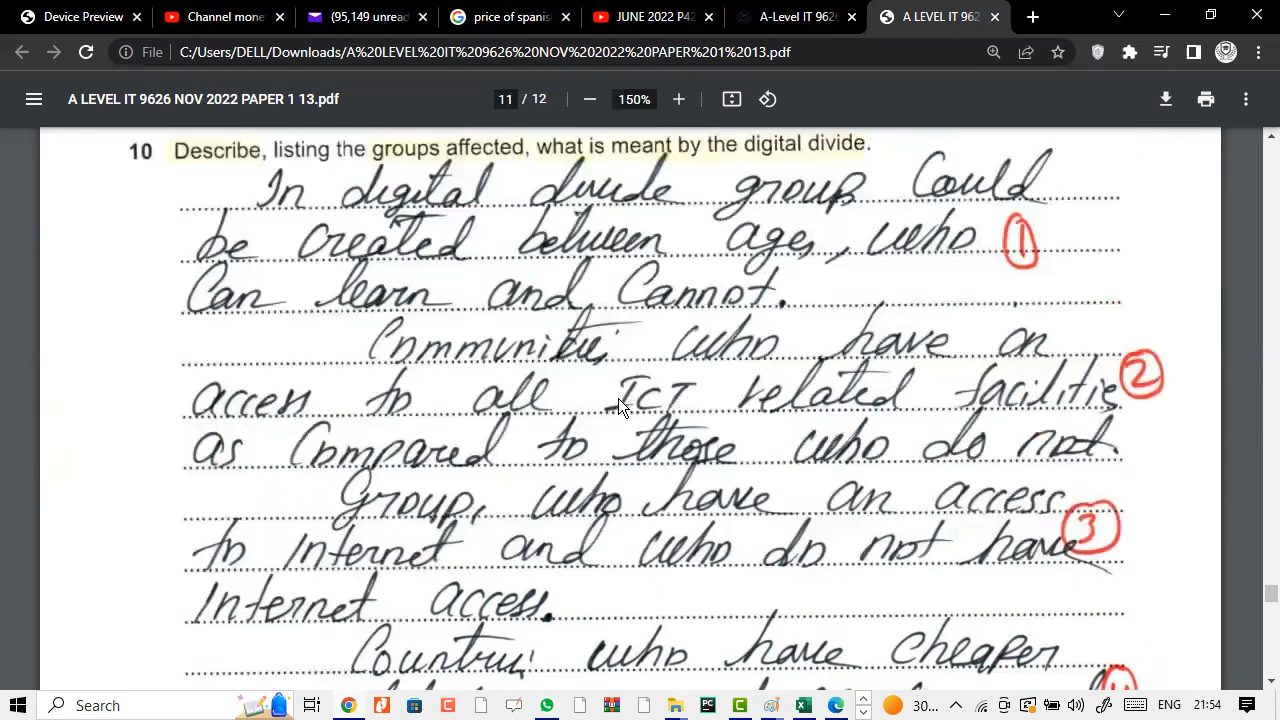 Device Preview
Channel mone
(95,149 unrea
price of spanis
JUNE 2022 P42
A-Level IT 962
A LEVEL IT 962
File
C:/Users/DELL/Downloads/A%20LEVEL%20IT%209626%20NOV%202022%20PAPER%201%2013.pdf
A LEVEL IT 9626 NOV 2022 PAPER 1 13.pdf
11 / 12
150%
10 Describe, listing the groups affected, what is meant by the digital divide.
In digital divide group could
be created between ages, who 1
can learn and cannot.
Communities who have an
access to all ICT related facilities 2
as compared to those who do not.
Groups who have an access
to internet and who do not have 3
internet access.
Countries who have cheaper
Search
30...
ENG
21:54